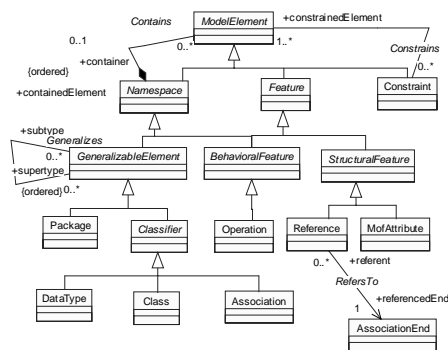 Contains
ModelElement
+constrainedElement
0..1
0..*
1..*
+container
Constrains
{ordered}
0..*
+containedElement
Namespace
Feature
Constraint
+subtype
Generalizes
0..*
GeneralizableElement
BehavioralFeature
StructuralFeature
+supertype
{ordered}
0..*
Package
Classifier
Operation
Reference
MofAttribute
0..*
+referent
RefersTo
DataType
Class
Association
+referencedEnd
1
AssociationEnd